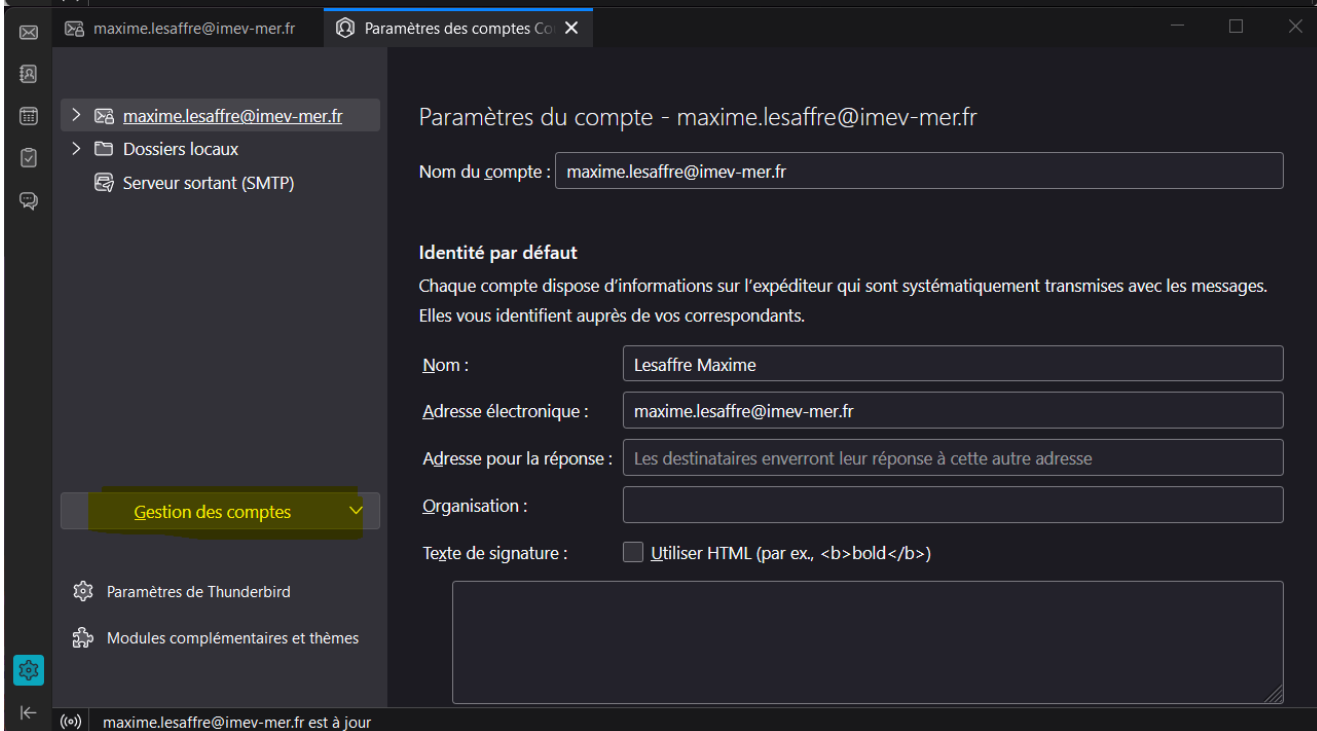 maxime.lesaffre@imev-mer.fr
Paramètres des comptes Co
maxime.lesaffre@imev-mer.fr
Dossiers locaux
Serveur sortant (SMTP)
Gestion des comptes
Paramètres de Thunderbird
Modules complémentaires et thèmes
Paramètres du compte - maxime.lesaffre@imev-mer.fr
Nom du compte : maxime.lesaffre@imev-mer.fr
Identité par défaut
Chaque compte dispose d’informations sur l’expéditeur qui sont systématiquement transmises avec les messages.
Elles vous identifient auprès de vos correspondants.
Nom : Lesaffre Maxime
Adresse électronique : maxime.lesaffre@imev-mer.fr
Adresse pour la réponse : Les destinataires enverront leur réponse à cette autre adresse
Organisation :
Texte de signature : Utiliser HTML (par ex., <b>bold</b>)
maxime.lesaffre@imev-mer.fr est à jour